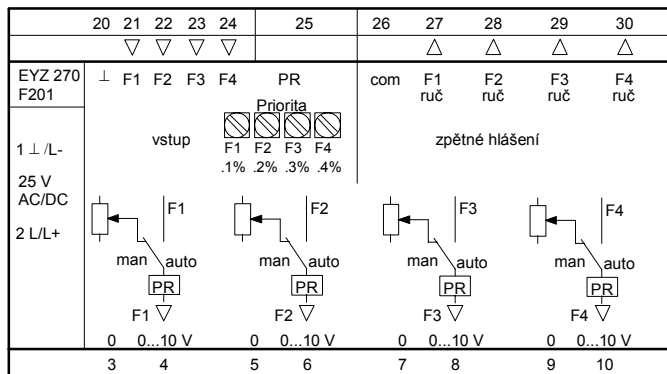 20 21 22 23 24 25 26 27 28 29 30
EYZ 270 ⊥ F1 F2 F3 F4 PR com F1 F2 F3 F4
F201 ruč ruč ruč ruč
Priorita
vstup
F1 F2 F3 F4
.1% .2% .3% .4%
zpětné hlášení
1 ⊥ /L-
25 V
AC/DC
2 L/L+
F1 F2 F3 F4
man auto man auto man auto man auto
PR PR PR PR
F1 F2 F3 F4
0 0...10 V 0 0...10 V 0 0...10 V 0 0...10 V
3 4 5 6 7 8 9 10